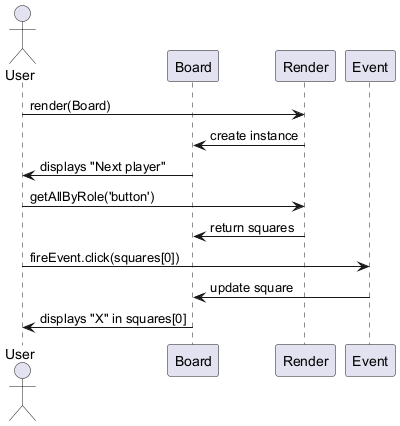 User
Board
Render
Event
render(Board)
create instance
displays "Next player"
getAllByRole('button')
return squares
fireEvent.click(squares[0])
update square
displays "X" in squares[0]
User
Board
Render
Event